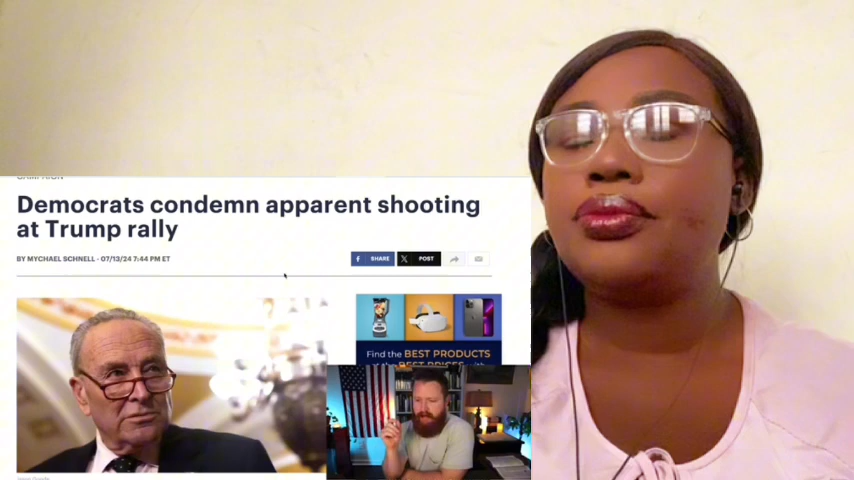 Democrats condemn apparent shooting
at Trump rally
BY MYCHAEL SCHNELL - 07/13/24 7:44 PM ET
SHARE
POST
Find the BEST PRODUCTS